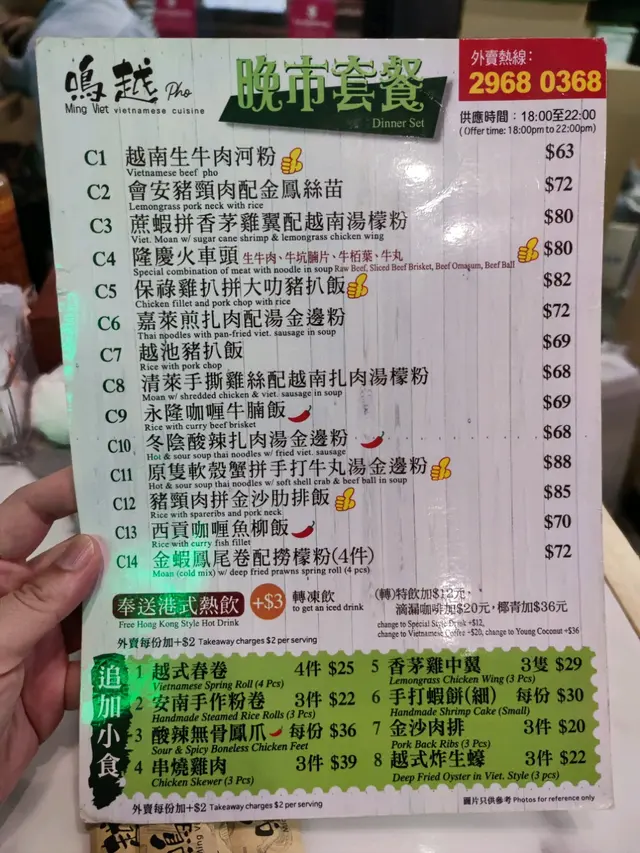 鳴越 Pho
Ming Viet vietnamese cuisine
晚市套餐
Dinner Set
外賣熱線：
2968 0368
供應時間：18:00至22:00
(Offer time: 18:00pm to 22:00pm)
C1 越南生牛肉河粉 $63
Vietnamese beef pho
C2 會安豬頸肉配金鳳絲苗 $72
Lemongrass pork neck with rice
C3 蔗蝦拼香茅雞翼配越南湯檬粉 $80
Viet. Moan w/ sugar cane shrimp & lemongrass chicken wing
C4 隆慶火車頭 生牛肉、牛坑腩片、牛栢葉、牛丸 $80
Special combination of meat with noodle in soup Raw Beef, Sliced Beef Brisket, Beef Omagum, Beef Ball
C5 保祿雞扒拼大叻豬扒飯 $82
Chicken fillet and pork chop with rice
C6 嘉萊煎扎肉配湯金邊粉 $72
Thai noodles with pan-fried viet. sausage in soup
C7 越池豬扒飯 $69
Rice with pork chop
C8 清萊手撕雞絲配越南扎肉湯檬粉 $68
Moan w/ shredded chicken & viet. sausage in soup
C9 永隆咖喱牛腩飯 $69
Rice with curry beef brisket
C10 冬陰酸辣扎肉湯金邊粉 $68
Hot & sour soup thai noodles w/ fried viet. sausage
C11 原隻軟殼蟹拼手打牛丸湯金邊粉 $88
Hot & sour soup thai noodles w/ soft shell crab & beef ball in soup
C12 豬頸肉拼金沙肋排飯 $85
Rice with spareribs and pork neck
C13 西貢咖喱魚柳飯 $70
Rice with curry fish fillet
C14 金蝦鳳尾卷配撈檬粉(4件) $72
Moan (cold mix) w/ deep fried prawns spring roll (4 pcs)
奉送港式熱飲 +$3 轉凍飲
Free Hong Kong Style Hot Drink to get an iced drink
(轉)特飲加$12元，
滴漏咖啡加$20元，椰青加$36元
change to Special Style Drink +$12,
change to Vietnamese Coffee +$20, change to Young Coconut +$36
外賣每份加+$2 Takeaway charges $2 per serving
追加小食
1 越式春卷 4件 $25
Vietnamese Spring Roll (4 Pcs)
2 安南手作粉卷 3件 $22
Handmade Steamed Rice Rolls (3 Pcs)
3 酸辣無骨鳳爪 每份 $36
Sour & Spicy Boneless Chicken Feet
4 串燒雞肉 3件 $39
Chicken Skewer (3 Pcs)
5 香茅雞中翼 3隻 $29
Lemongrass Chicken Wing (3 Pcs)
6 手打蝦餅(細) 每份 $30
Handmade Shrimp Cake (Small)
7 金沙肉排 3件 $20
Pork Back Ribs (3 Pcs)
8 越式炸生蠔 3件 $22
Deep Fried Oyster in Viet. Style (3 pcs)
外賣每份加+$2 Takeaway charges $2 per serving
圖片只供參考 Photos for reference only